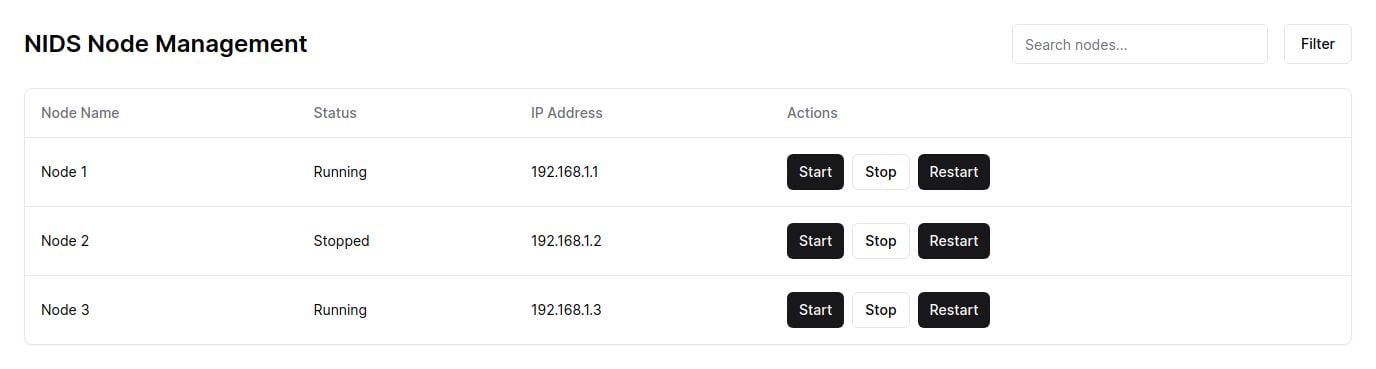 NIDS Node Management
Search nodes...
Filter
Node Name Status IP Address Actions
Node 1 Running 192.168.1.1 Start Stop Restart
Node 2 Stopped 192.168.1.2 Start Stop Restart
Node 3 Running 192.168.1.3 Start Stop Restart